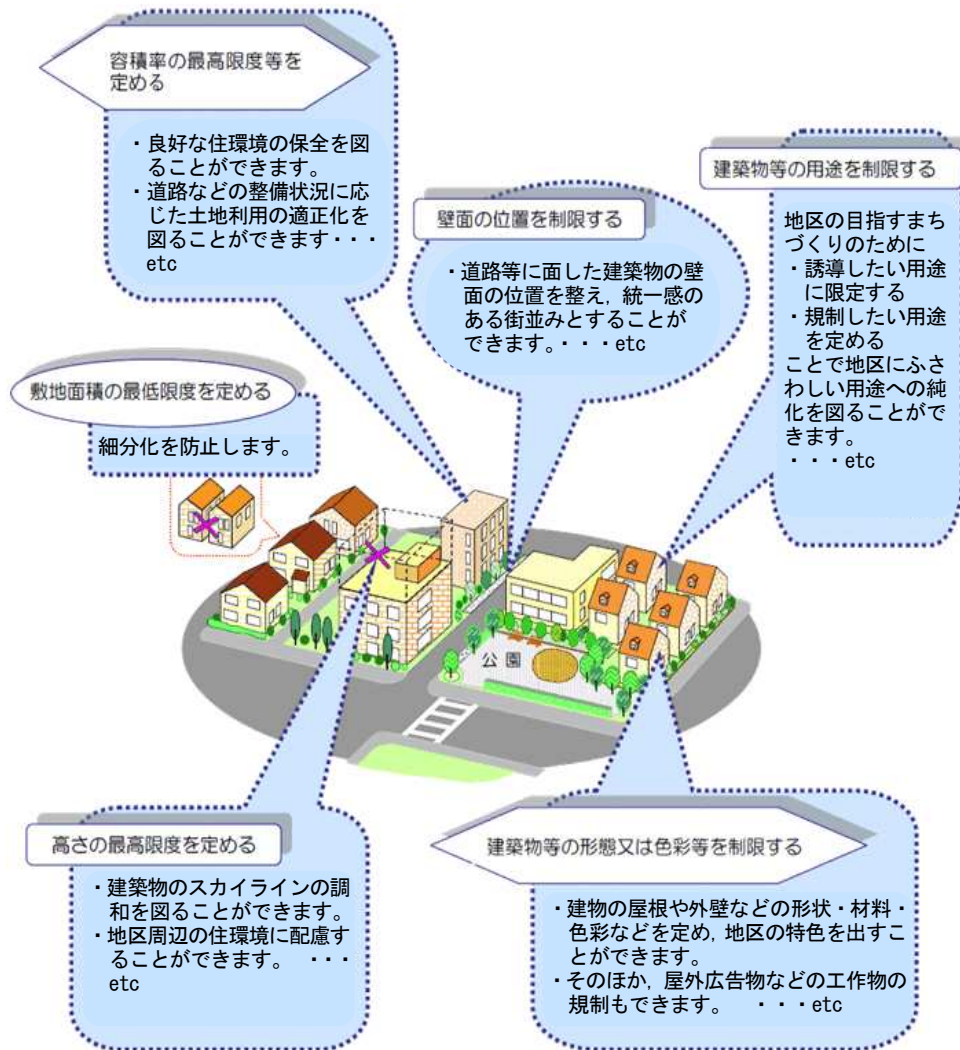 容積率の最高限度等を
定める
・良好な住環境の保全を図
ることができます。
・道路などの整備状況に応
じた土地利用の適正化を
図ることができます・・・
etc
壁面の位置を制限する
・道路等に面した建築物の壁
面の位置を整え，統一感の
ある街並みとすることが
できます。・・・etc
建築物等の用途を制限する
地区の目指すまち
づくりのために
・誘導したい用途
に限定する
・規制したい用途
を定める
ことで地区にふさ
わしい用途への純
化を図ることがで
きます。
・・・etc
敷地面積の最低限度を定める
細分化を防止します。
公園
高さの最高限度を定める
・建築物のスカイラインの調
和を図ることができます。
・地区周辺の住環境に配慮す
ることができます。　・・・
etc
建築物等の形態又は色彩等を制限する
・建物の屋根や外壁などの形状・材料・
色彩などを定め，地区の特色を出すこ
とができます。
・そのほか，屋外広告物などの工作物の
規制もできます。　・・・etc